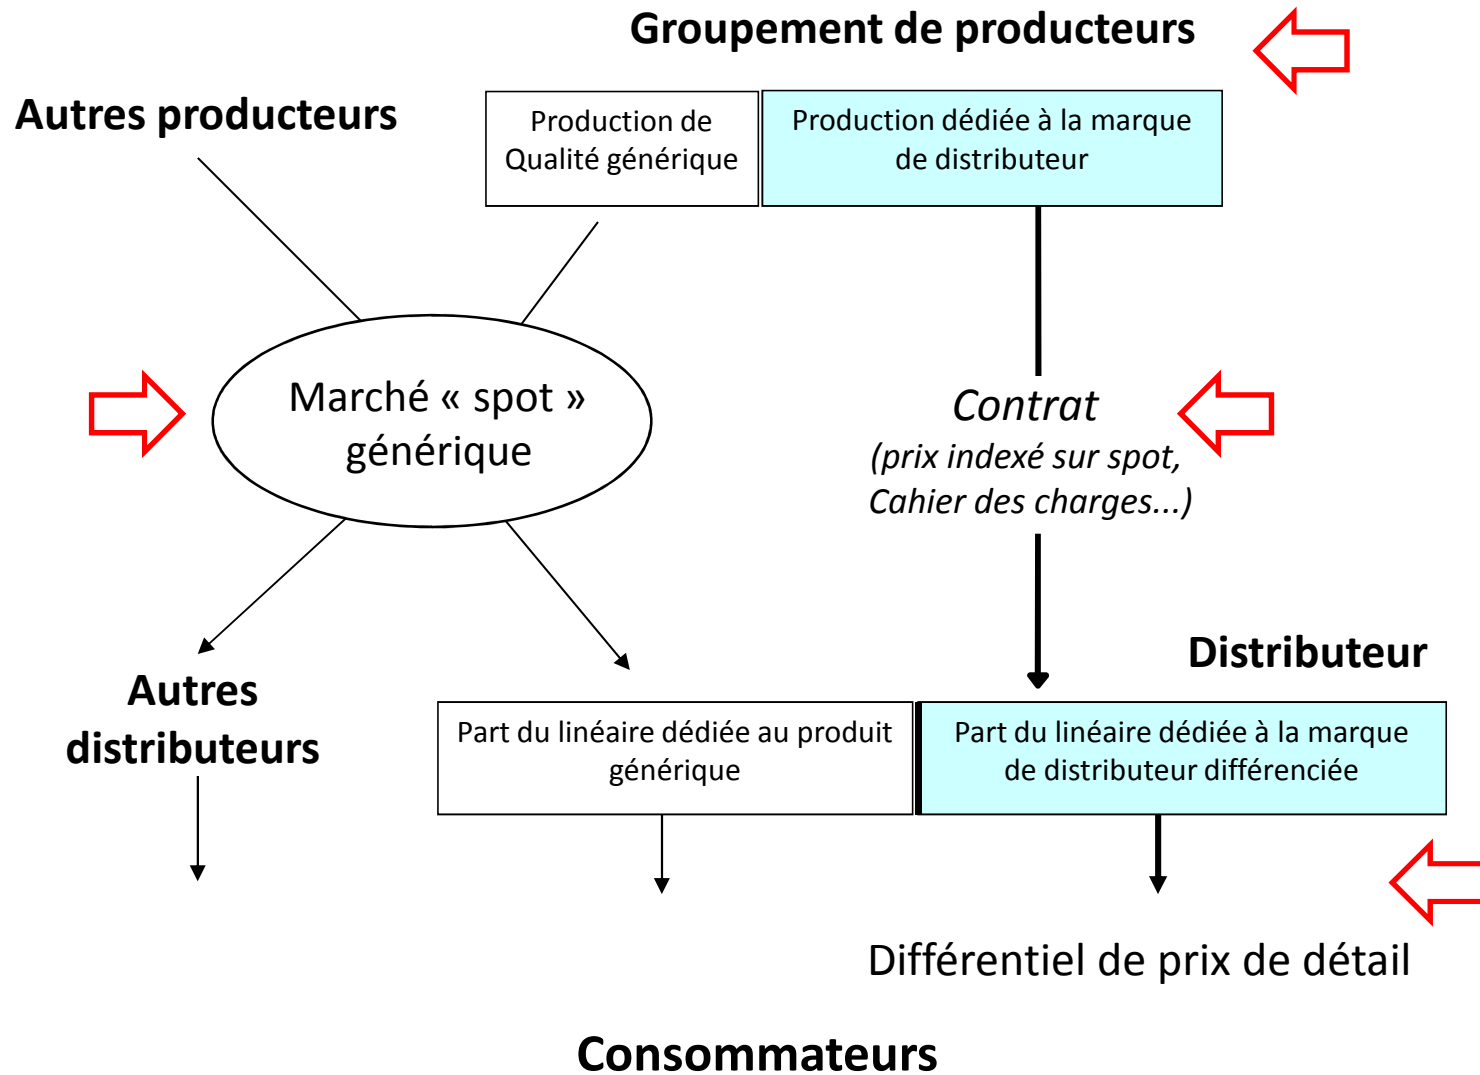 Groupement de producteurs
Autres producteurs
Production de
Qualité générique
Production dédiée à la marque
de distributeur
Marché « spot »
générique
Contrat
(prix indexé sur spot,
Cahier des charges...)
Distributeur
Autres
distributeurs
Part du linéaire dédiée au produit
générique
Part du linéaire dédiée à la marque
de distributeur différenciée
Différentiel de prix de détail
Consommateurs